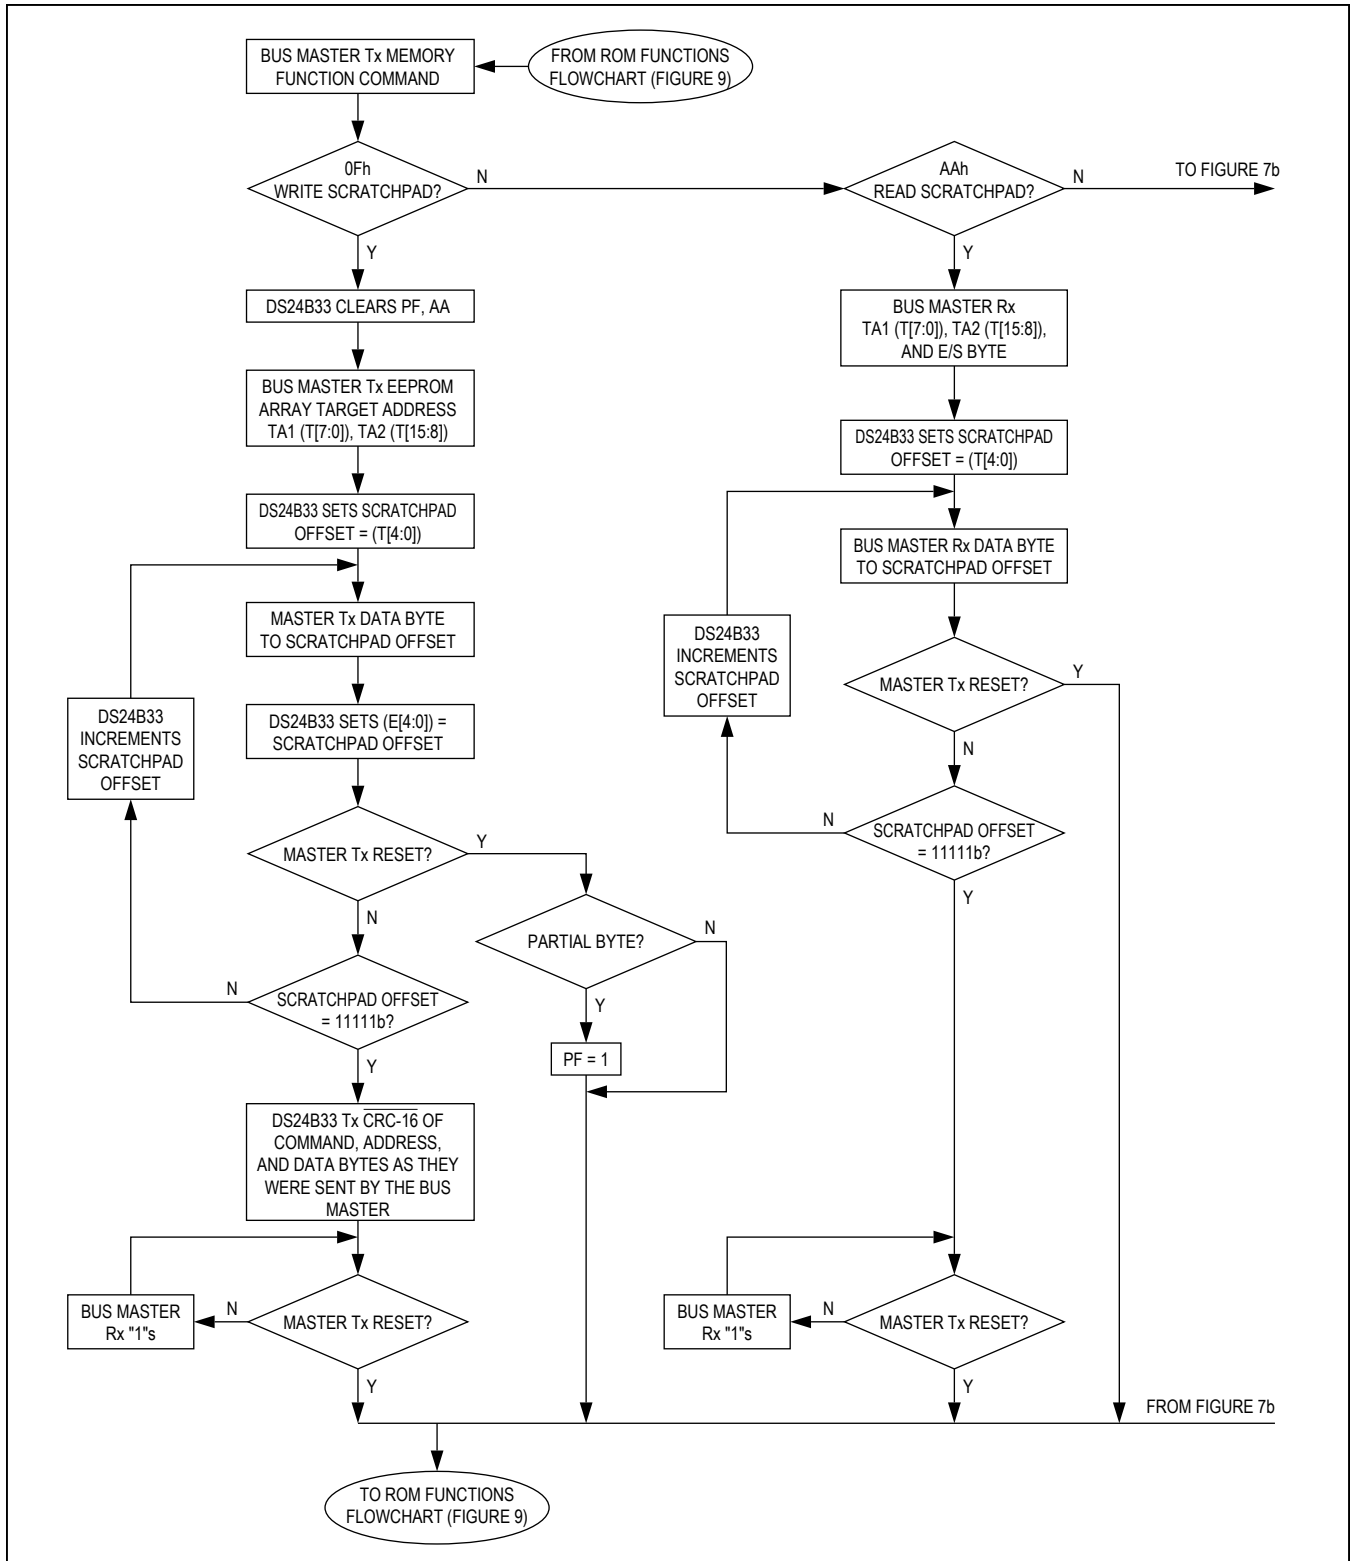 BUS MASTER Tx MEMORY
FUNCTION COMMAND
FROM ROM FUNCTIONS
FLOWCHART (FIGURE 9)
0Fh
WRITE SCRATCHPAD?
N
Y
AAh
READ SCRATCHPAD?
N
Y
TO FIGURE 7b
DS24B33 CLEARS PF, AA
BUS MASTER Tx EEPROM
ARRAY TARGET ADDRESS
TA1 (T[7:0]), TA2 (T[15:8])
DS24B33 SETS SCRATCHPAD
OFFSET = (T[4:0])
MASTER Tx DATA BYTE
TO SCRATCHPAD OFFSET
DS24B33 SETS (E[4:0]) =
SCRATCHPAD OFFSET
DS24B33
INCREMENTS
SCRATCHPAD
OFFSET
MASTER Tx RESET?
Y
N
PARTIAL BYTE?
N
Y
PF = 1
SCRATCHPAD OFFSET
= 11111b?
N
Y
DS24B33 Tx CRC-16 OF
COMMAND, ADDRESS,
AND DATA BYTES AS THEY
WERE SENT BY THE BUS
MASTER
BUS MASTER
Rx "1"s
N
MASTER Tx RESET?
Y
BUS MASTER Rx
TA1 (T[7:0]), TA2 (T[15:8]),
AND E/S BYTE
DS24B33 SETS SCRATCHPAD
OFFSET = (T[4:0])
BUS MASTER Rx DATA BYTE
TO SCRATCHPAD OFFSET
DS24B33
INCREMENTS
SCRATCHPAD
OFFSET
MASTER Tx RESET?
Y
N
SCRATCHPAD OFFSET
= 11111b?
N
Y
BUS MASTER
Rx "1"s
N
MASTER Tx RESET?
Y
FROM FIGURE 7b
TO ROM FUNCTIONS
FLOWCHART (FIGURE 9)